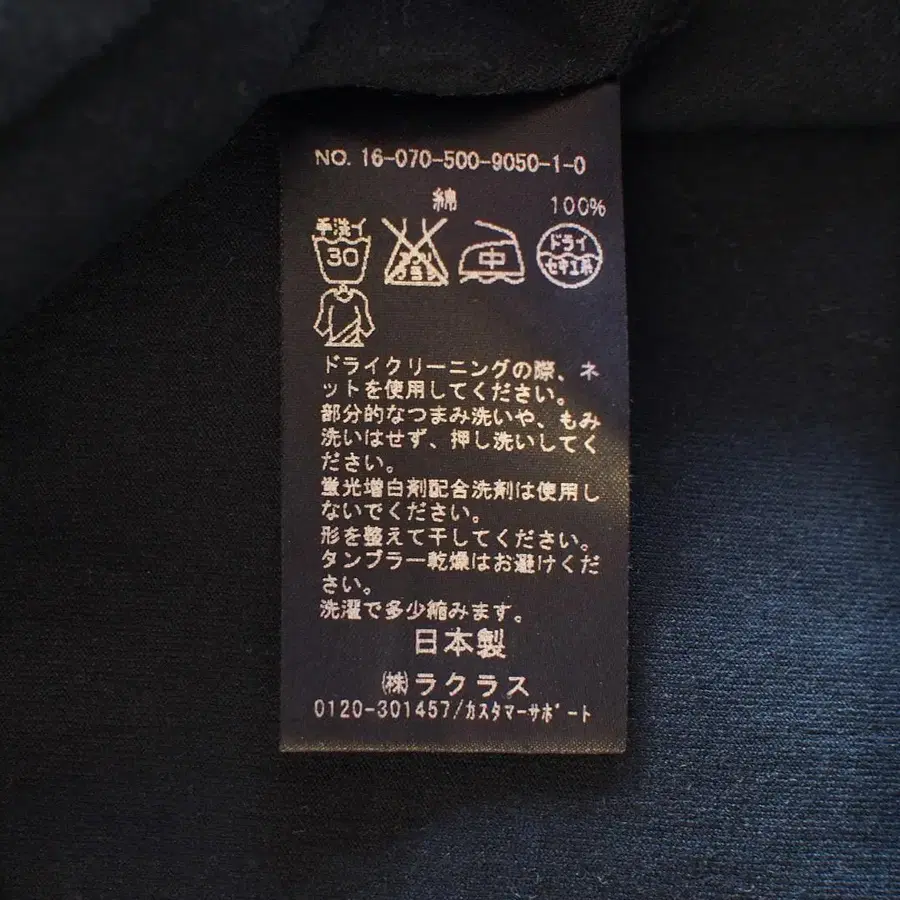 NO. 16-070-500-9050-1-0
綿 100%
手洗イ
30
中
ドライ
セキユ系
ドライクリーニングの際、ネ
ットを使用してください。
部分的なつまみ洗いや、もみ
洗いはせず、押し洗いしてく
ださい。
蛍光増白剤配合洗剤は使用し
ないでください。
形を整えて干してください。
タンブラー乾燥はお避けくだ
さい。
洗濯で多少縮みます。
日本製
㈱ラクラス
0120-301457/カスタマーサポート